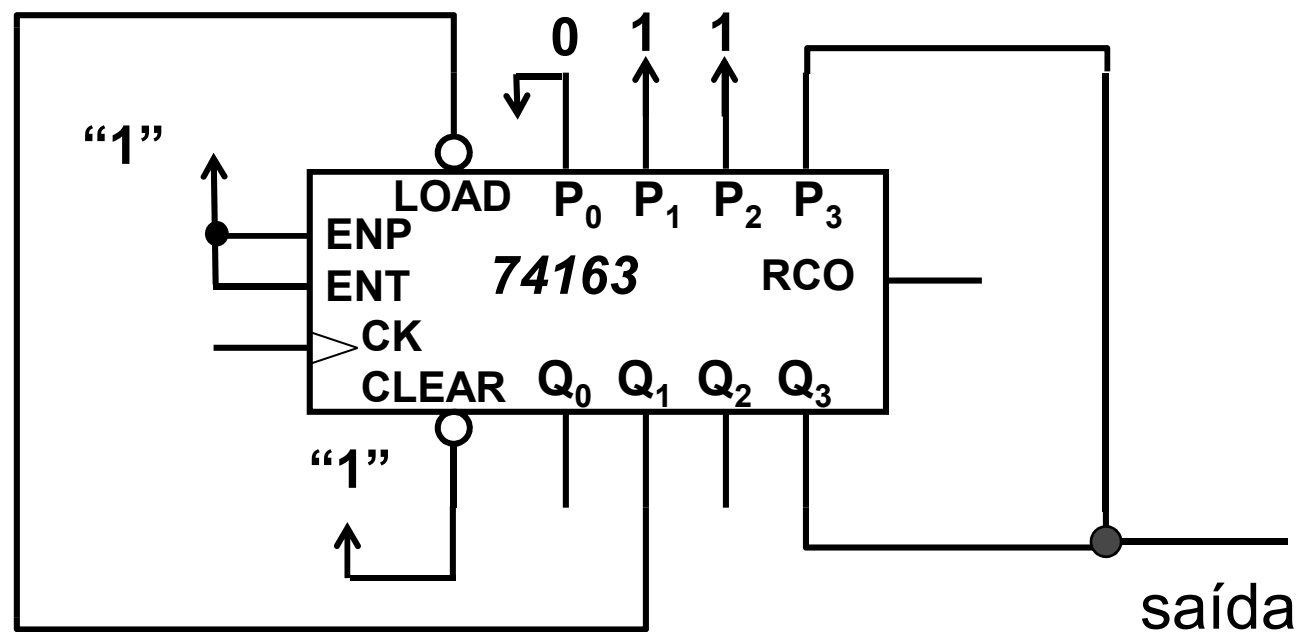 0 1 1
“1”
LOAD P0 P1 P2 P3
ENP
74163 RCO
ENT
CK
CLEAR Q0 Q1 Q2 Q3
“1”
saída